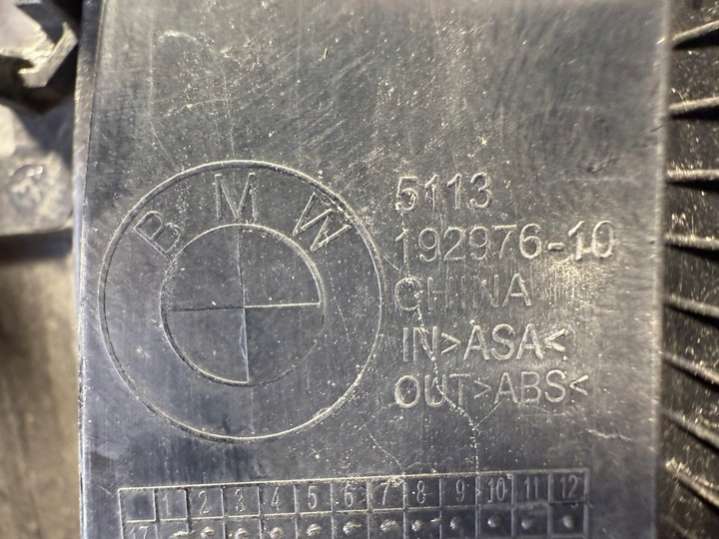 BMW
5113
192976-10
CHINA
IN>ASA<
OUT>ABS<
1 2 3 4 5 6 7 8 9 10 11 12
17